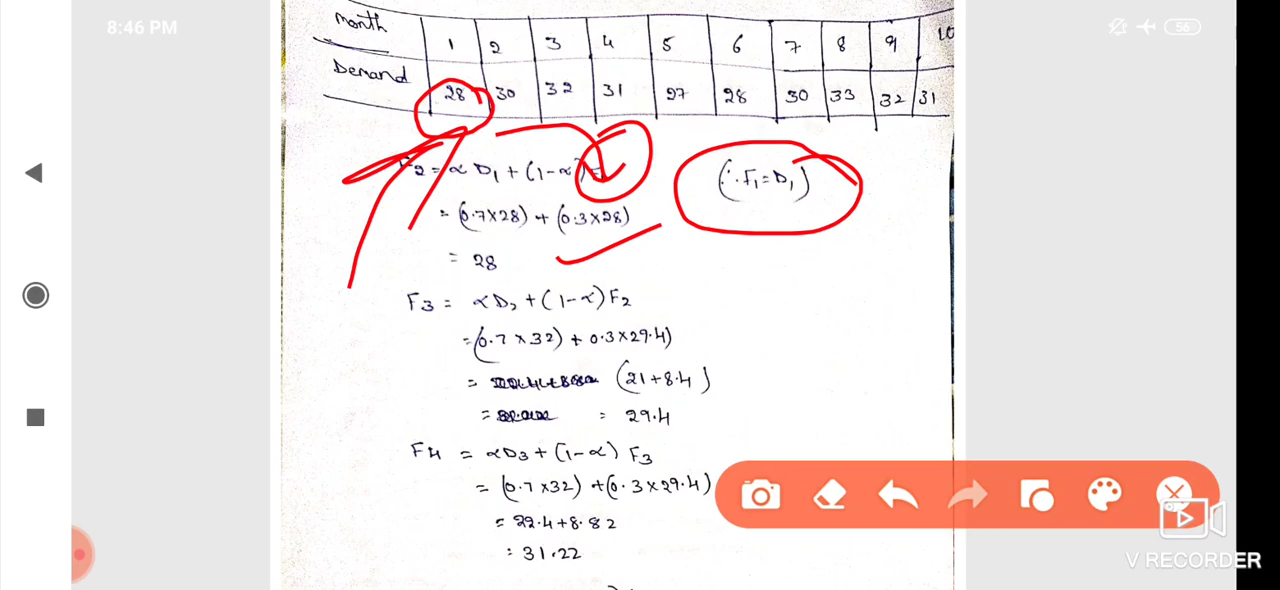 8:46 PM
56
Month 1 2 3 4 5 6 7 8 9 10
Demand 28 30 32 31 27 28 30 33 32 31
F2 = α D1 + (1-α)
(∵ F1 = D1)
= (0.7×28) + (0.3×28)
= 28
F3 = αD2 + (1-α) F2
= (0.7 × 32) + 0.3×29.4)
= (21+8.4)
= = 29.4
F4 = αD3 + (1-α) F3
= (0.7 ×32) + (0.3×29.4)
= 22.4+8.82
= 31.22
V RECORDER